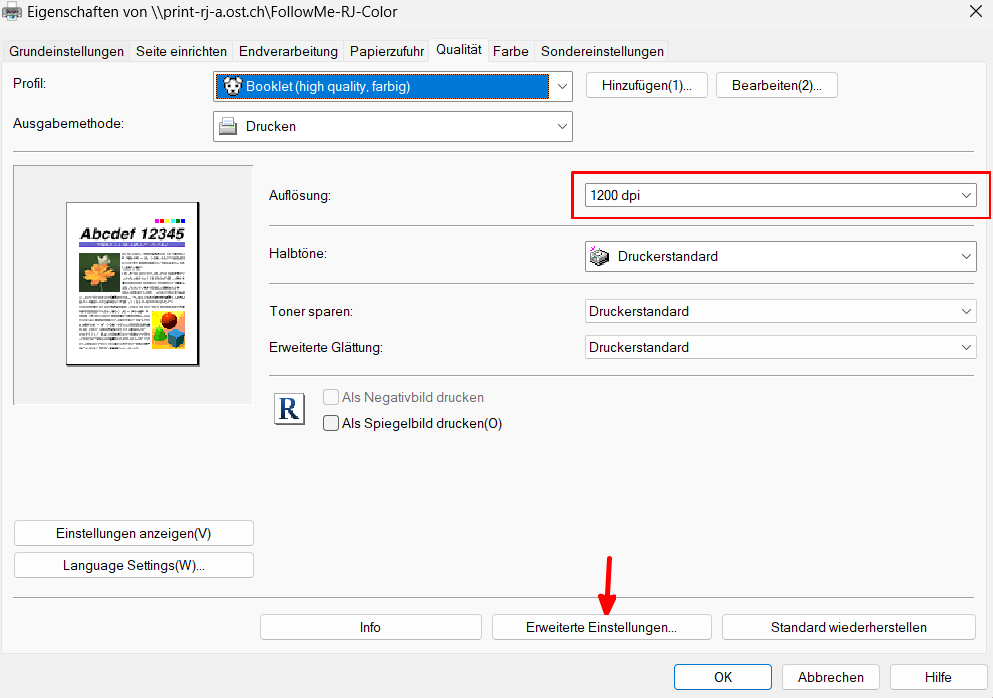 Eigenschaften von \\print-rj-a.ost.ch\FollowMe-RJ-Color
Grundeinstellungen Seite einrichten Endverarbeitung Papierzufuhr Qualität Farbe Sondereinstellungen
Profil: Booklet (high quality, farbig) Hinzufügen(1)... Bearbeiten(2)...
Ausgabemethode: Drucken
Auflösung: 1200 dpi
Abcdef 12345
Halbtöne: Druckerstandard
Toner sparen: Druckerstandard
Erweiterte Glättung: Druckerstandard
R
Als Negativbild drucken
Als Spiegelbild drucken(O)
Einstellungen anzeigen(V)
Language Settings(W)...
Info Erweiterte Einstellungen... Standard wiederherstellen
OK Abbrechen Hilfe